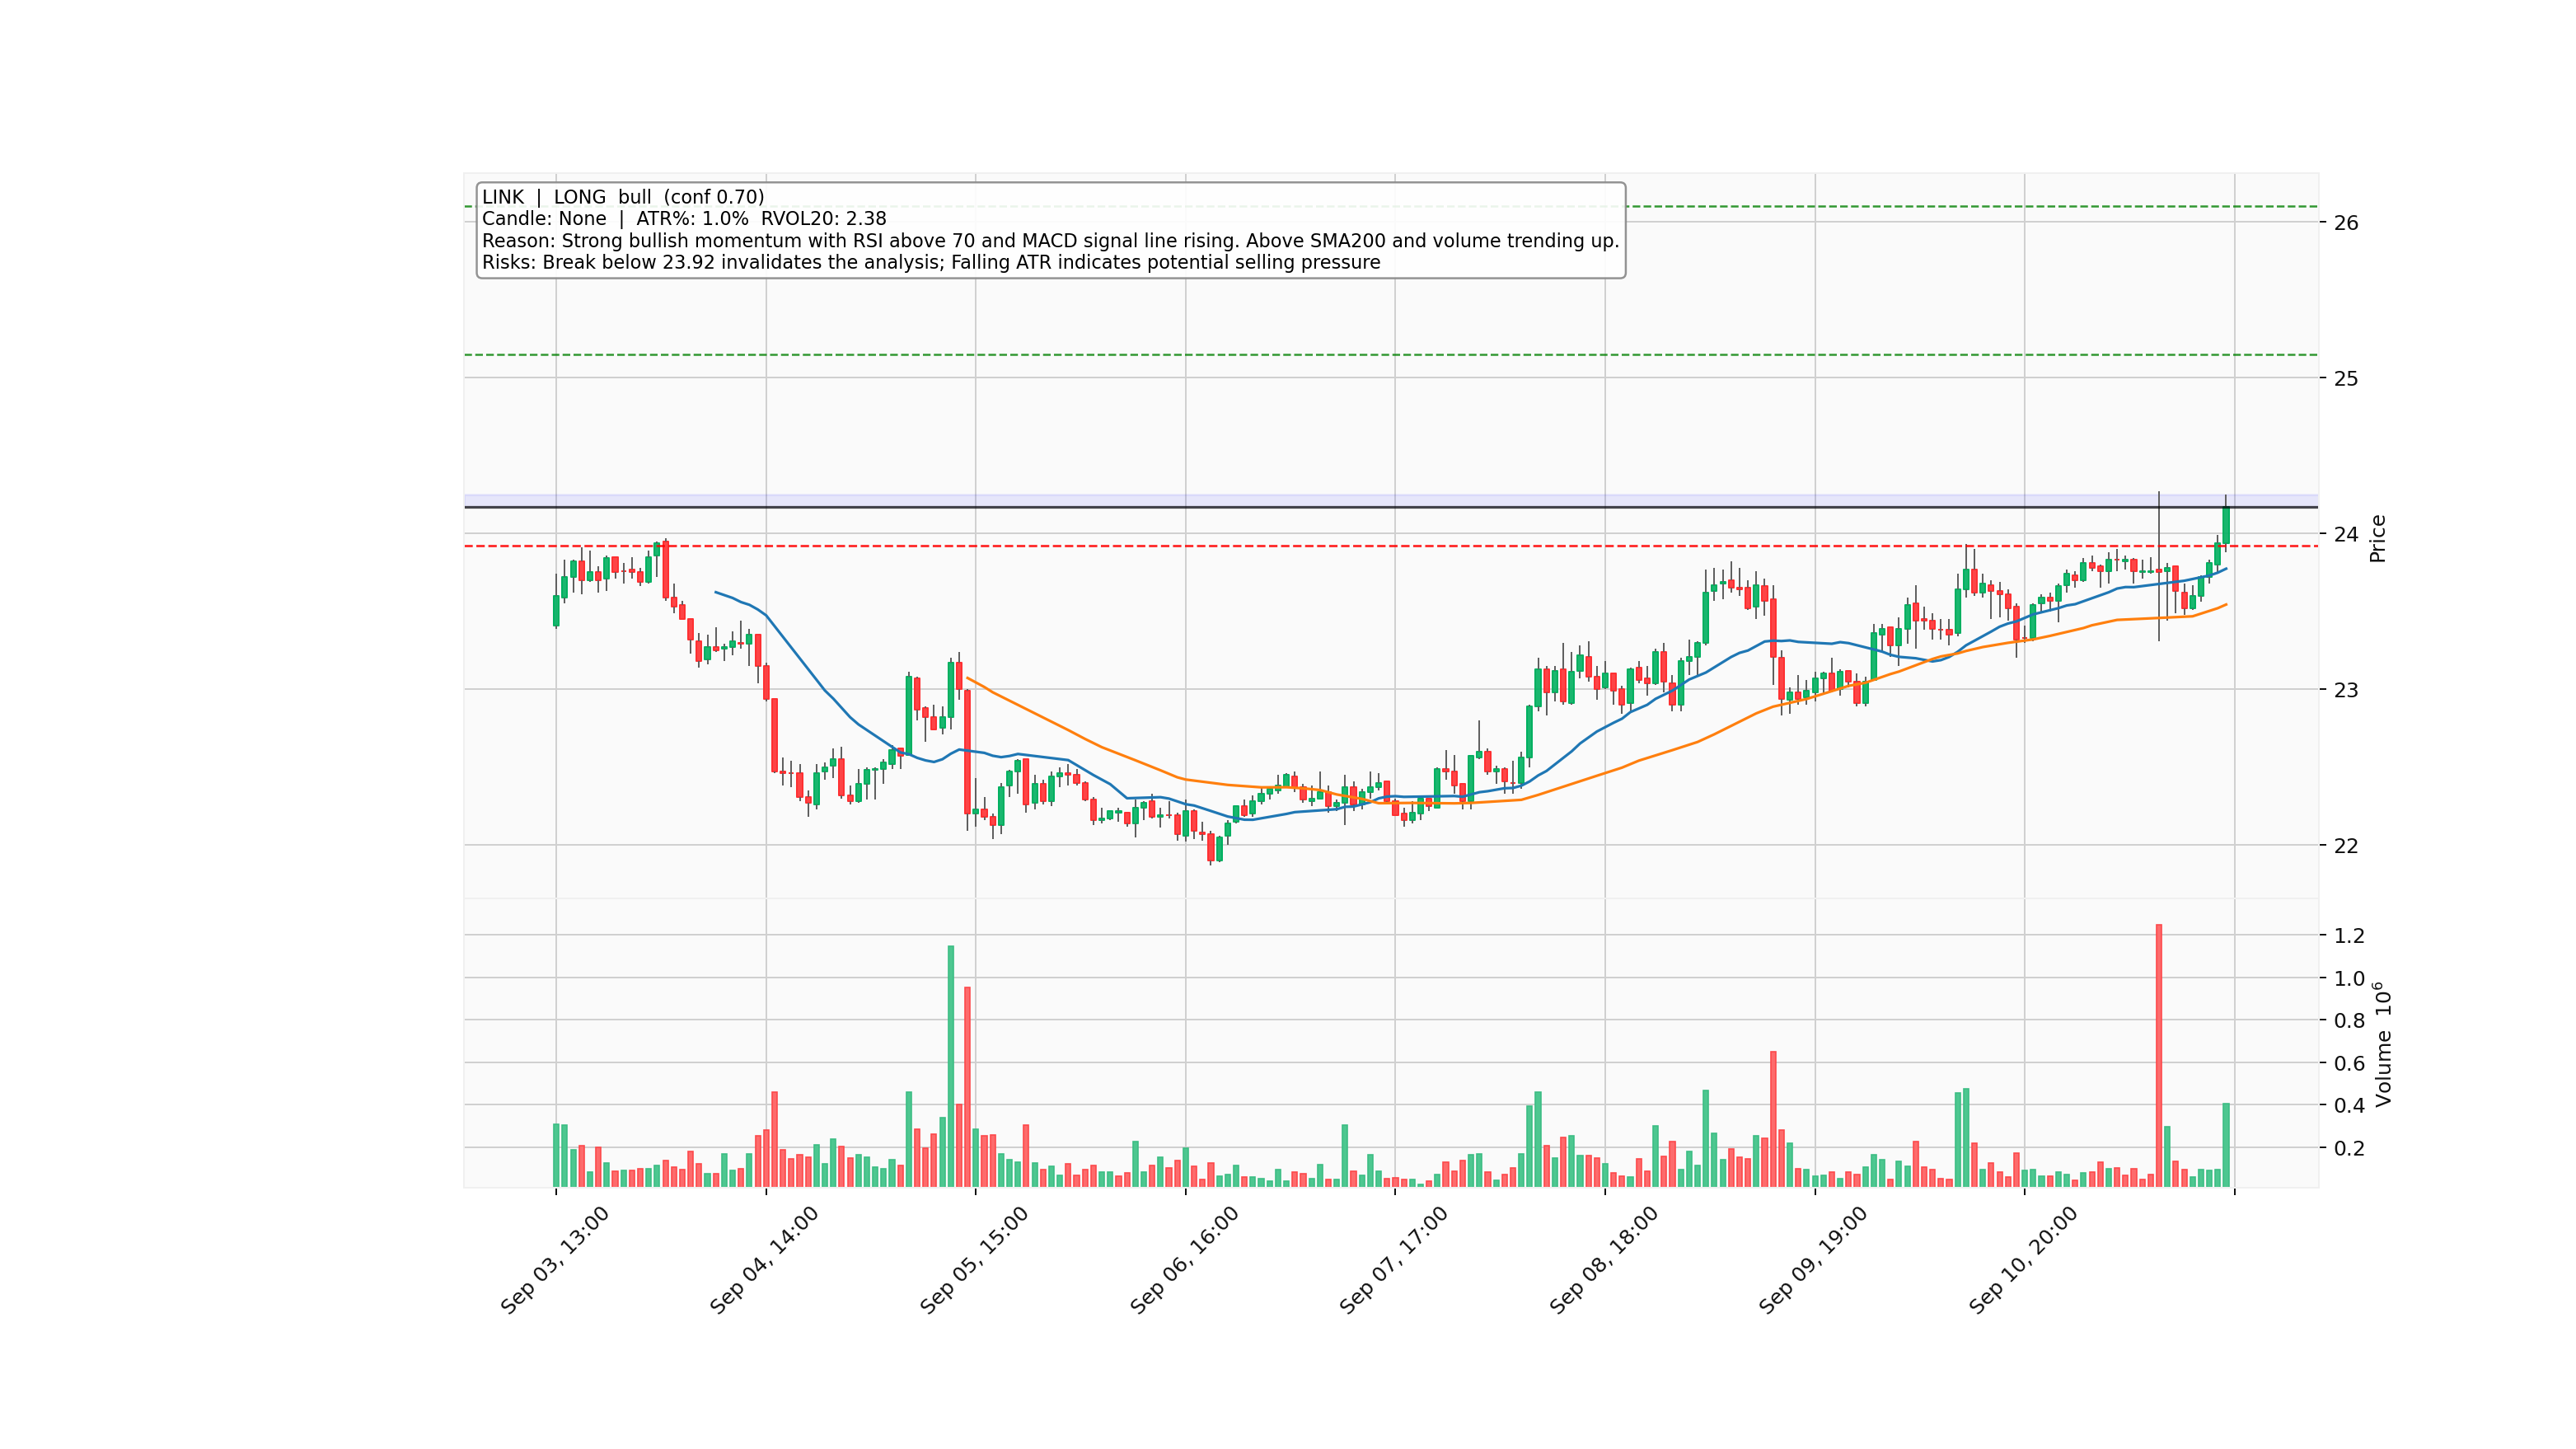 LINK | LONG bull (conf 0.70)
Candle: None | ATR%: 1.0% RVOL20: 2.38
Reason: Strong bullish momentum with RSI above 70 and MACD signal line rising. Above SMA200 and volume trending up.
Risks: Break below 23.92 invalidates the analysis; Falling ATR indicates potential selling pressure
26
25
24
23
22
Price
1.2
1.0
0.8
0.6
0.4
0.2
Volume 10⁶
Sep 03, 13:00
Sep 04, 14:00
Sep 05, 15:00
Sep 06, 16:00
Sep 07, 17:00
Sep 08, 18:00
Sep 09, 19:00
Sep 10, 20:00